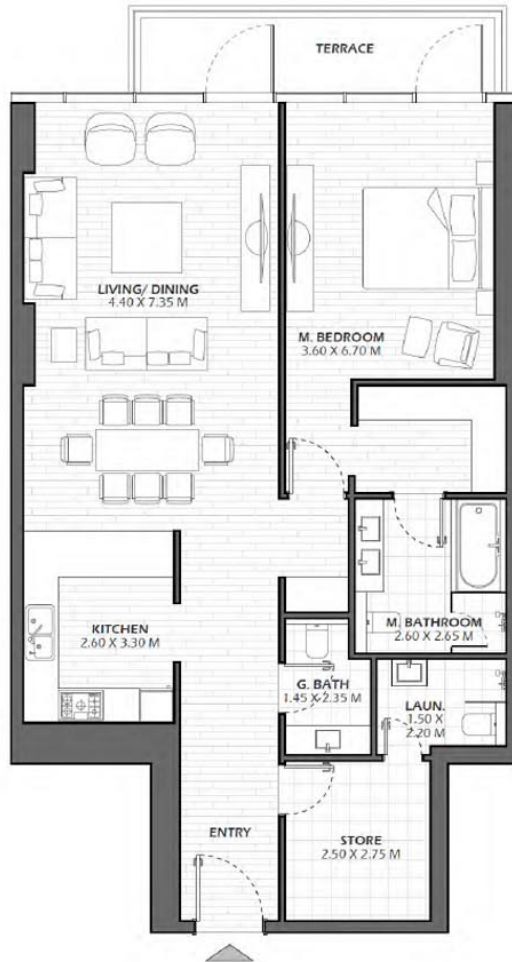 TERRACE
LIVING/ DINING
4.40 X 7.35 M
M. BEDROOM
3.60 X 6.70 M
KITCHEN
2.60 X 3.30 M
M. BATHROOM
2.60 X 2.65 M
G. BATH
1.45 X 2.35 M
LAUN.
1.50 X
2.20 M
ENTRY
STORE
2.50 X 2.75 M